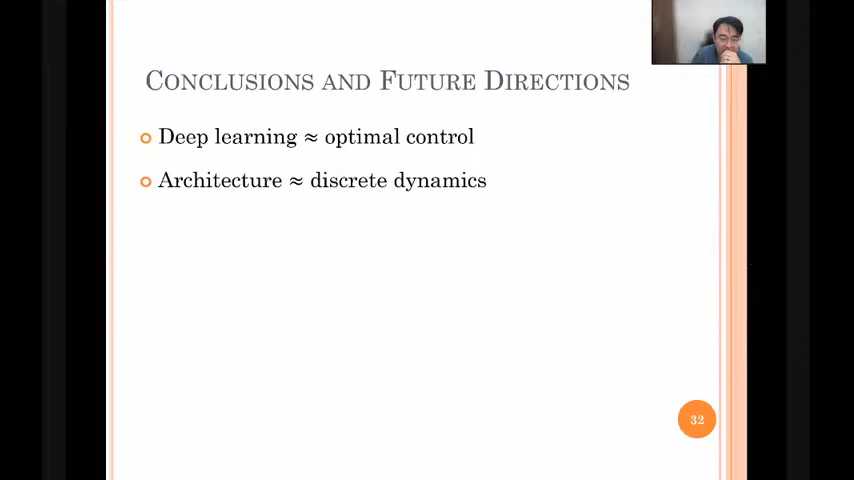 Conclusions and Future Directions
Deep learning ≈ optimal control
Architecture ≈ discrete dynamics
32